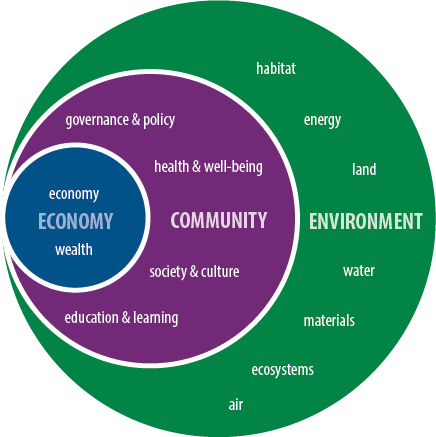 habitat
governance & policy
energy
health & well-being
land
economy
ECONOMY
COMMUNITY
ENVIRONMENT
wealth
society & culture
water
education & learning
materials
ecosystems
air